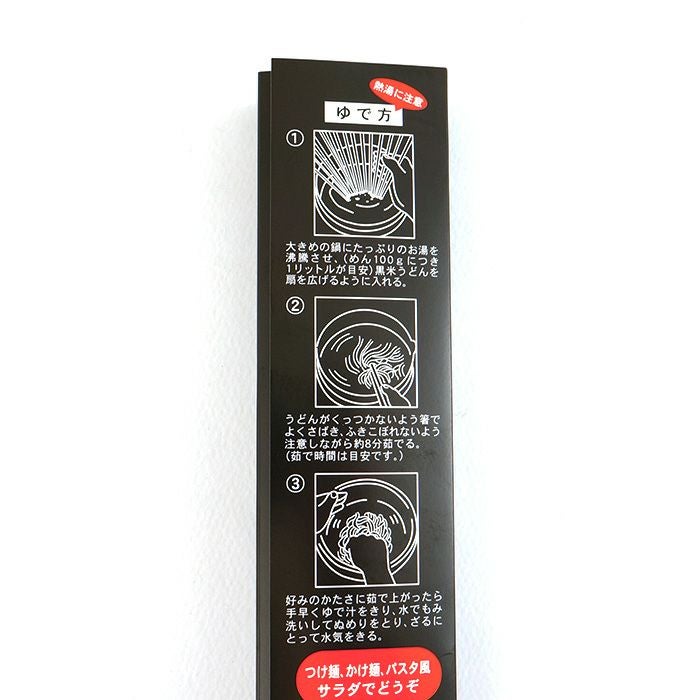 熱湯に注意
ゆで方
①
大きめの鍋にたっぷりのお湯を
沸騰させ、(めん100gにつき
1リットルが目安)黒米うどんを
扇を広げるように入れる。
②
うどんがくっつかないよう箸で
よくさばき、ふきこぼれないよう
注意しながら約8分茹でる。
(茹で時間は目安です。)
③
好みのかたさに茹で上がったら
手早くゆで汁をきり、水でもみ
洗いしてぬめりをとり、ざるに
とって水気をきる。
つけ麺、かけ麺、パスタ風
サラダでどうぞ